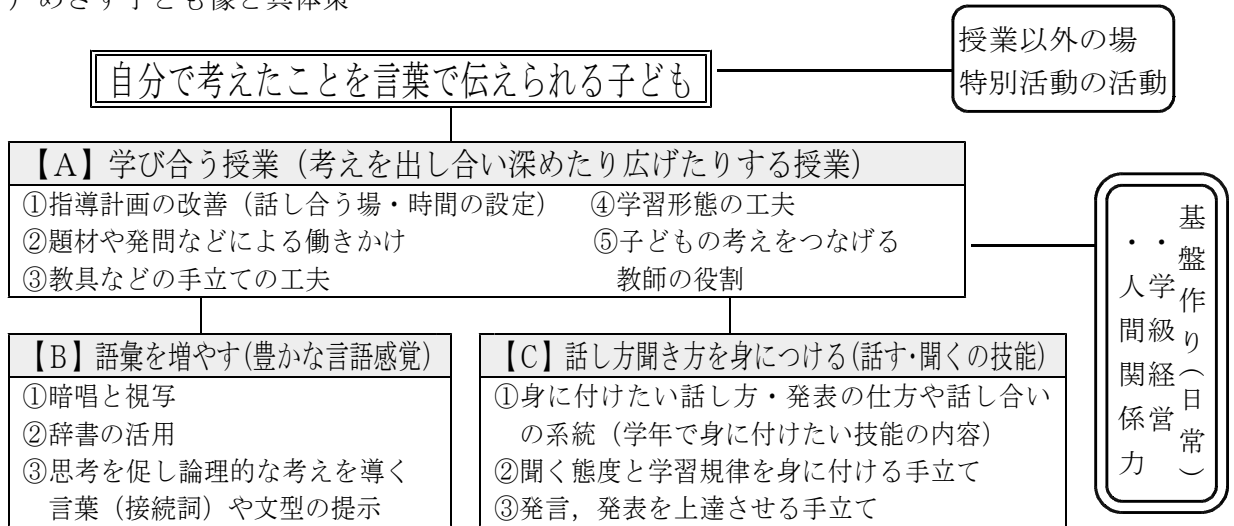 めざす子ども像と具体策
授業以外の場
特別活動の活動
自分で考えたことを言葉で伝えられる子ども
【A】学び合う授業(考えを出し合い深めたり広げたりする授業)
①指導計画の改善(話し合う場・時間の設定)
②題材や発問などによる働きかけ
③教具などの手立ての工夫
④学習形態の工夫
⑤子どもの考えをつなげる
教師の役割
基盤作り(日常)
・学級経営
・人間関係力
【B】語彙を増やす(豊かな言語感覚)
①暗唱と視写
②辞書の活用
③思考を促し論理的な考えを導く
言葉(接続詞)や文型の提示
【C】話し方聞き方を身につける(話す・聞くの技能)
①身に付けたい話し方・発表の仕方や話し合い
の系統(学年で身に付けたい技能の内容)
②聞く態度と学習規律を身に付ける手立て
③発言,発表を上達させる手立て